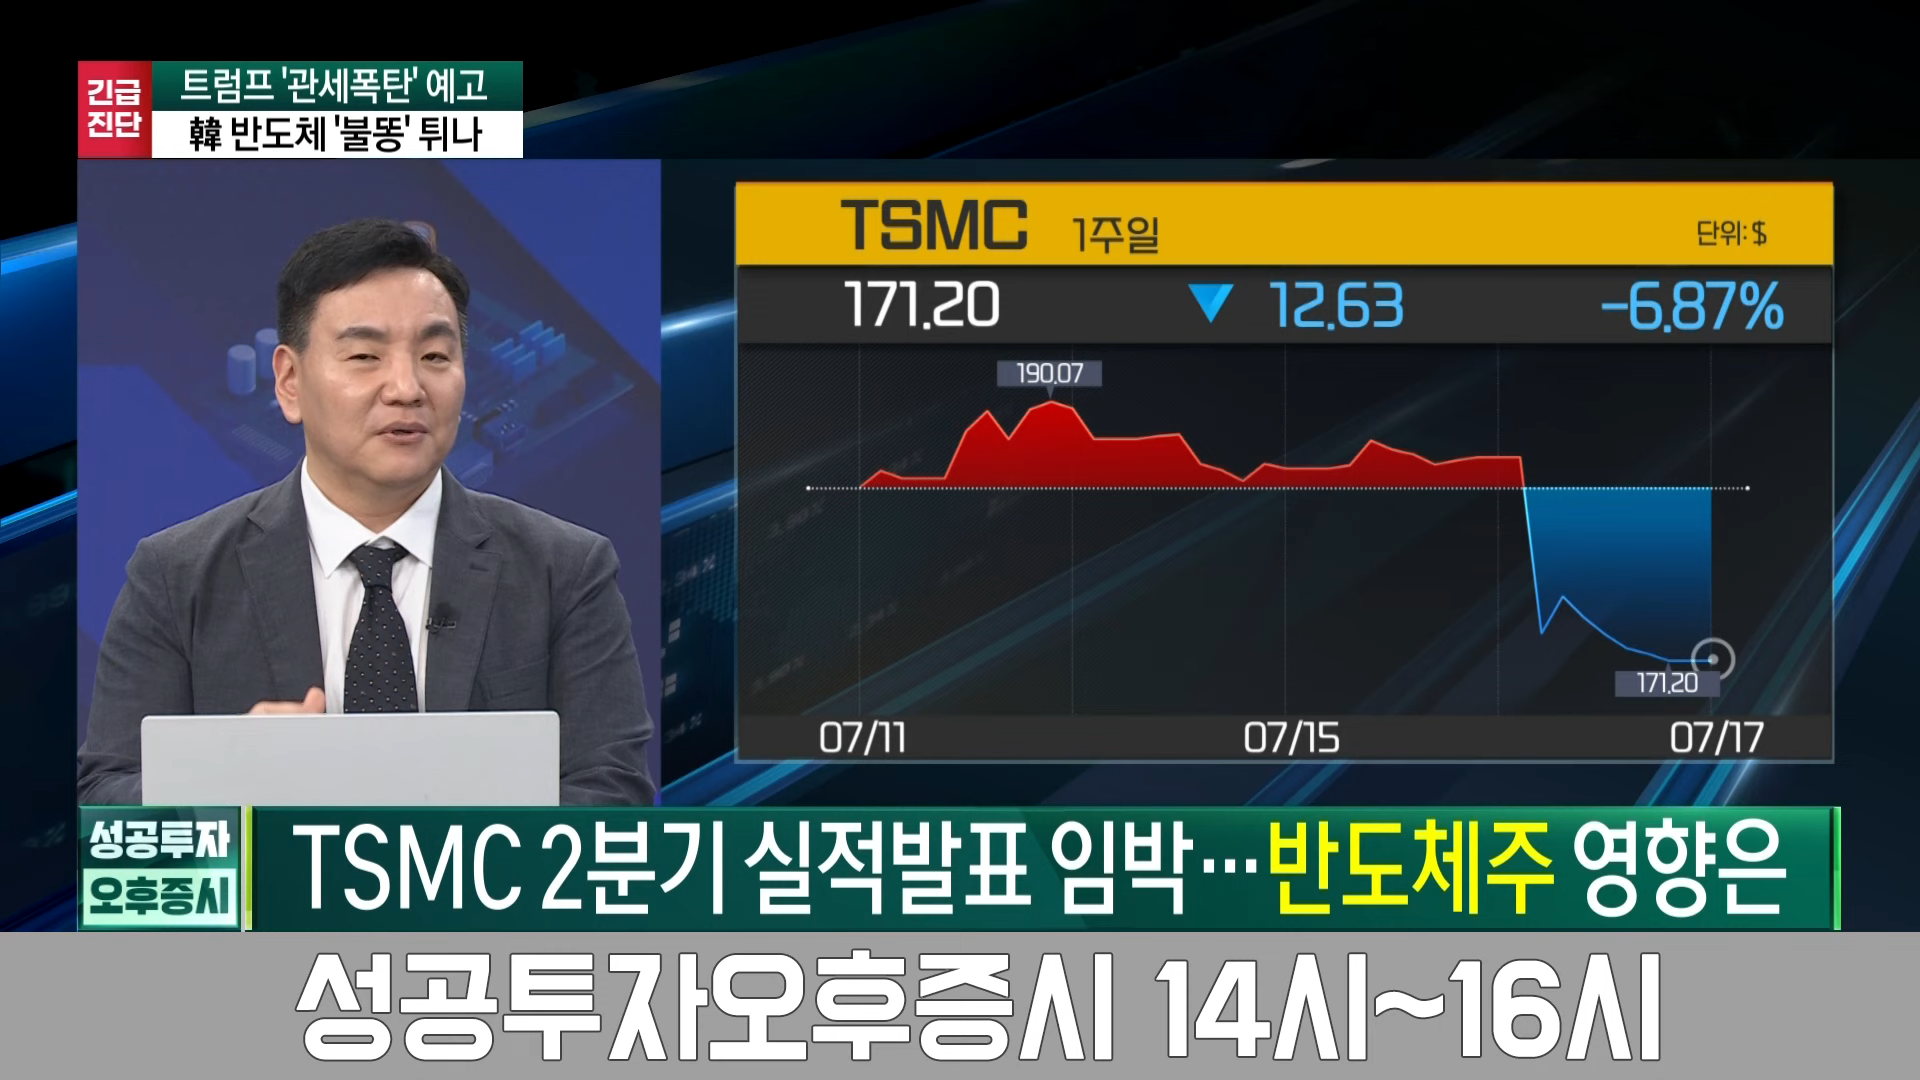 긴급
진단
트럼프 '관세폭탄' 예고
韓 반도체 '불똥' 튀나
TSMC 1주일 단위:$
171.20 ▼ 12.63 -6.87%
190.07
171.20
07/11 07/15 07/17
성공투자
오후증시
TSMC 2분기 실적발표 임박…반도체주 영향은
성공투자오후증시 14시~16시